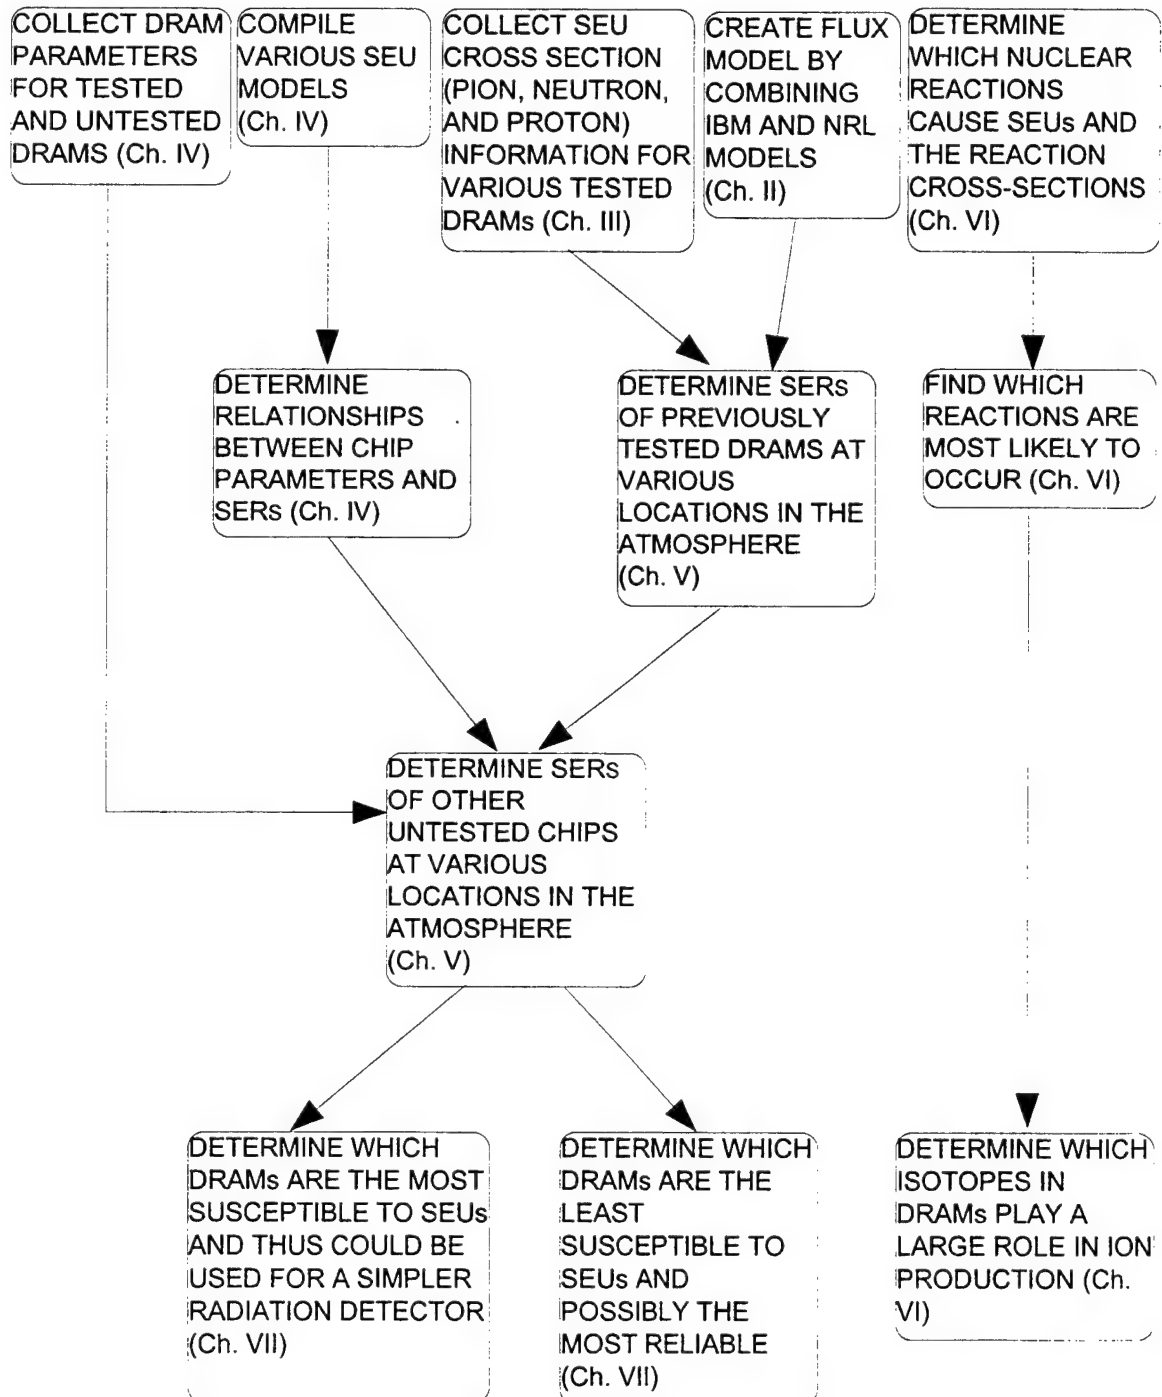 COLLECT DRAM
PARAMETERS
FOR TESTED
AND UNTESTED
DRAMS (Ch. IV)
COMPILE
VARIOUS SEU
MODELS
(Ch. IV)
COLLECT SEU
CROSS SECTION
(PION, NEUTRON,
AND PROTON)
INFORMATION FOR
VARIOUS TESTED
DRAMs (Ch. III)
CREATE FLUX
MODEL BY
COMBINING
IBM AND NRL
MODELS
(Ch. II)
DETERMINE
WHICH NUCLEAR
REACTIONS
CAUSE SEUs AND
THE REACTION
CROSS-SECTIONS
(Ch. VI)
DETERMINE
RELATIONSHIPS
BETWEEN CHIP
PARAMETERS AND
SERs (Ch. IV)
DETERMINE SERs
OF PREVIOUSLY
TESTED DRAMS AT
VARIOUS
LOCATIONS IN THE
ATMOSPHERE
(Ch. V)
FIND WHICH
REACTIONS ARE
MOST LIKELY TO
OCCUR (Ch. VI)
DETERMINE SERs
OF OTHER
UNTESTED CHIPS
AT VARIOUS
LOCATIONS IN THE
ATMOSPHERE
(Ch. V)
DETERMINE WHICH
DRAMs ARE THE MOST
SUSCEPTIBLE TO SEUs
AND THUS COULD BE
USED FOR A SIMPLER
RADIATION DETECTOR
(Ch. VII)
DETERMINE WHICH
DRAMs ARE THE
LEAST
SUSCEPTIBLE TO
SEUs AND
POSSIBLY THE
MOST RELIABLE
(Ch. VII)
DETERMINE WHICH
ISOTOPES IN
DRAMs PLAY A
LARGE ROLE IN ION
PRODUCTION (Ch.
VI)